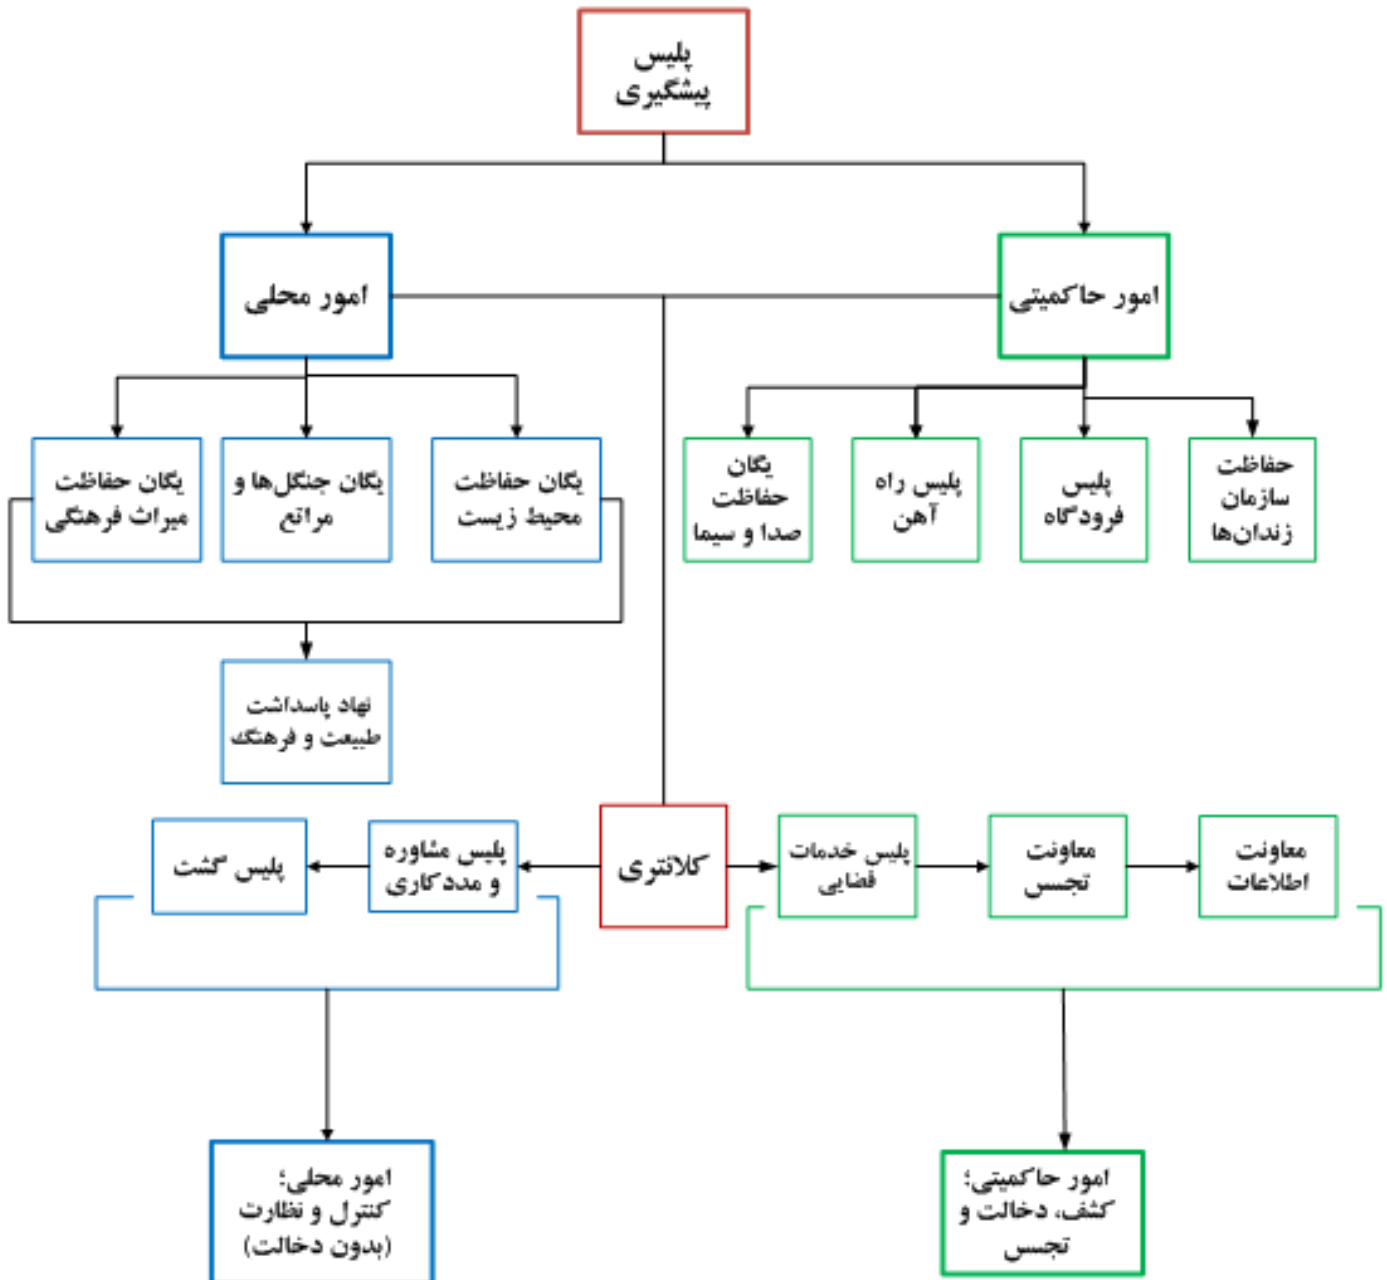 پلیس
پیشگیری
امور حاکمیتی
امور محلی
حفاظت
سازمان
زندان‌ها
پلیس
فرودگاه
پلیس راه
آهن
یگان
حفاظت
صدا و سیما
یگان حفاظت
محیط زیست
یگان جنگل‌ها و
مراتع
یگان حفاظت
میراث فرهنگی
نهاد پاسداشت
طبیعت و فرهنگ
معاونت
اطلاعات
معاونت
تجسس
پلیس خدمات
قضایی
کلانتری
پلیس مشاوره
و مددکاری
پلیس گشت
امور حاکمیتی؛
کشف، دخالت و
تجسس
امور محلی؛
کنترل و نظارت
(بدون دخالت)